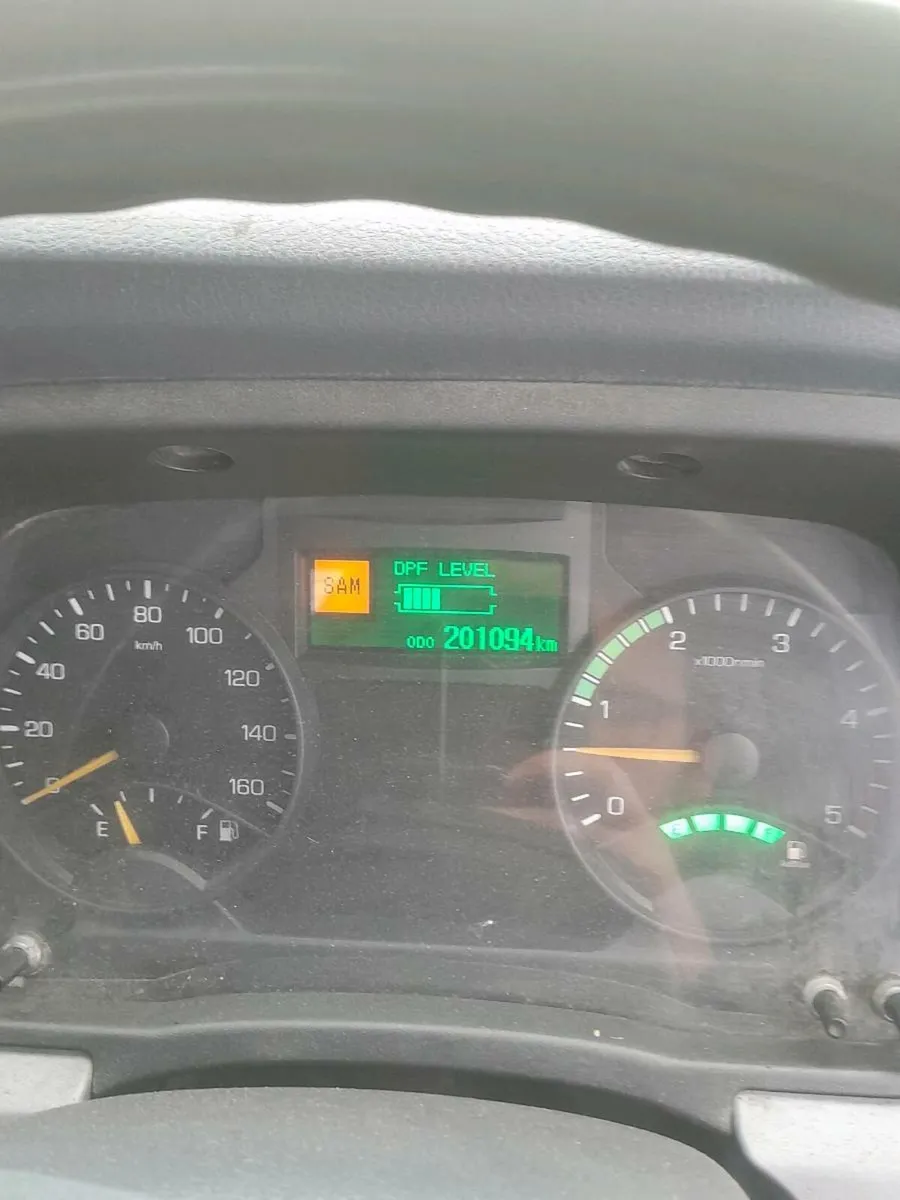 SAM
DPF LEVEL
ODO 201094km
0 20 40 60 80 100 120 140 160
km/h
E F
0 1 2 3 4 5
x1000r/min
E F